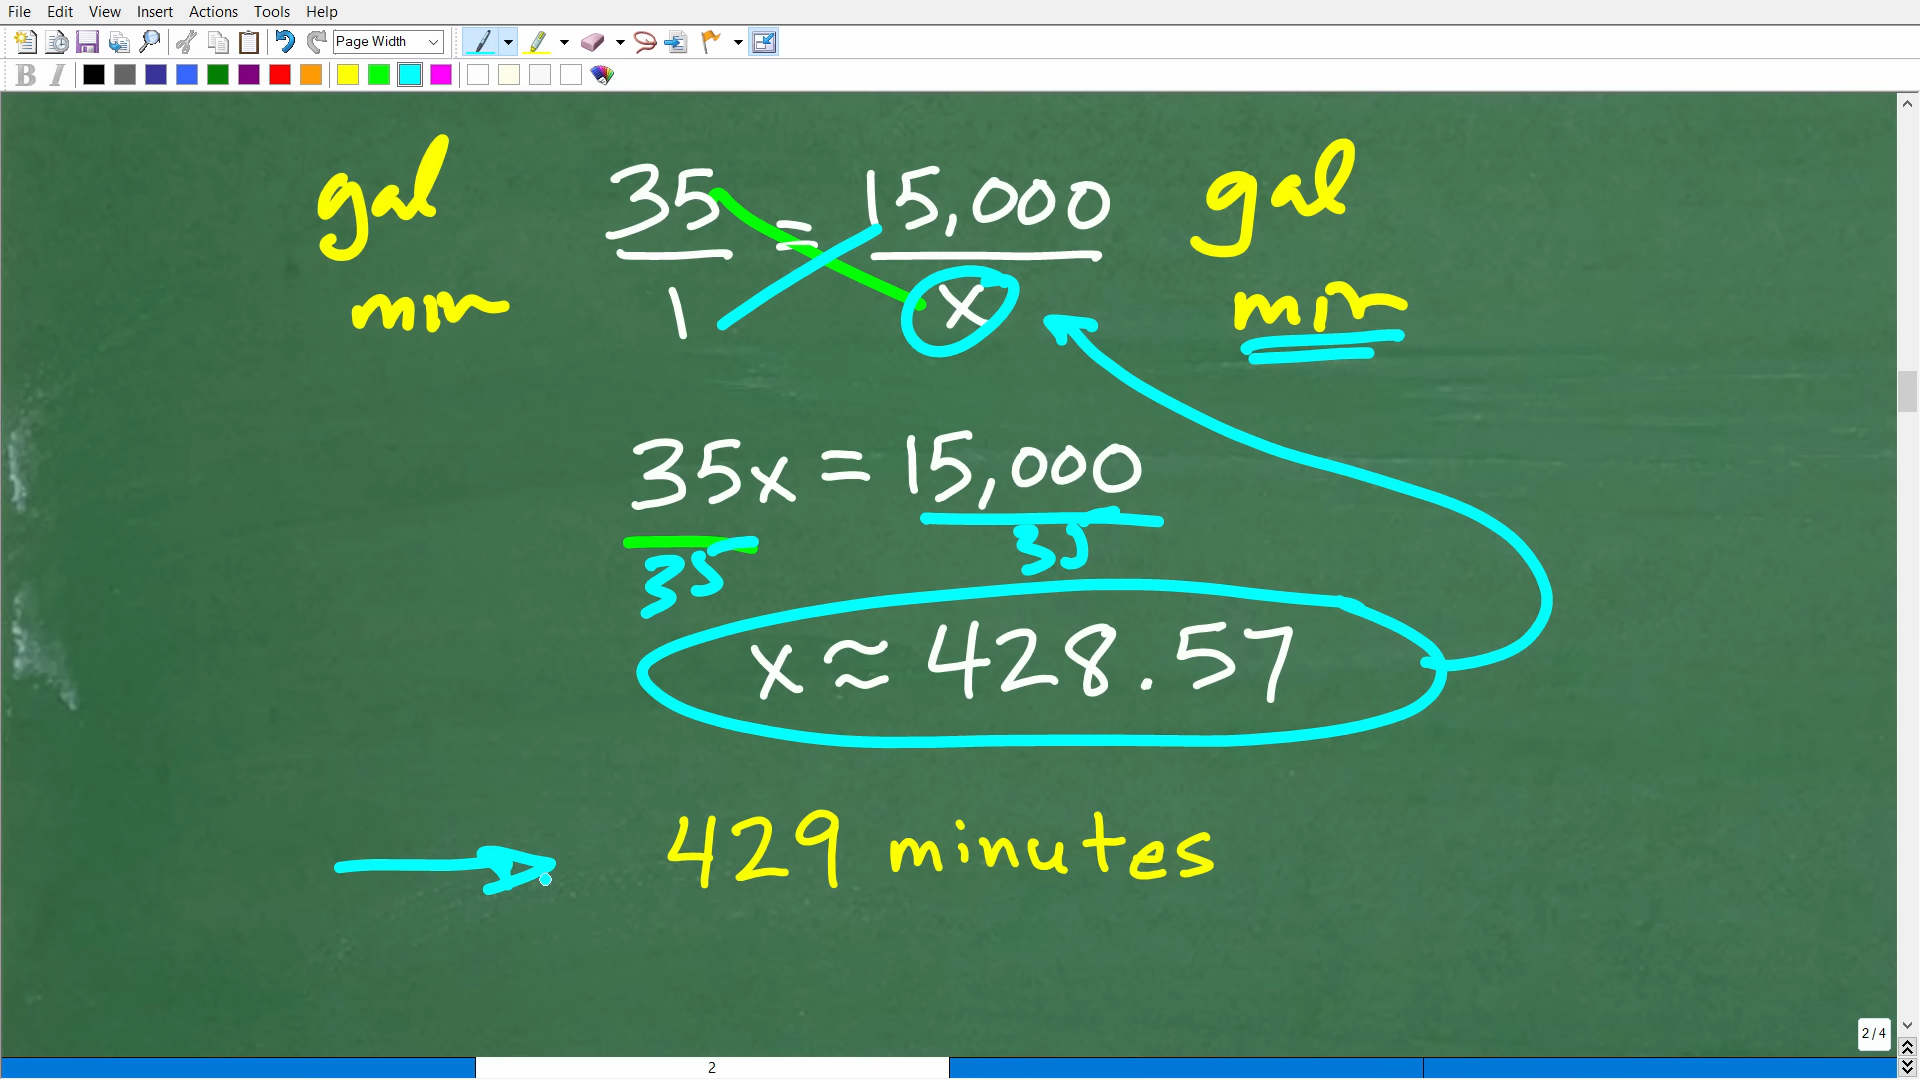 File Edit View Insert Actions Tools Help
Page Width
B I
gal 35 = 15,000 gal
min 1 x min
35x = 15,000
35 35
x ≈ 428.57
429 minutes
2 / 4
2